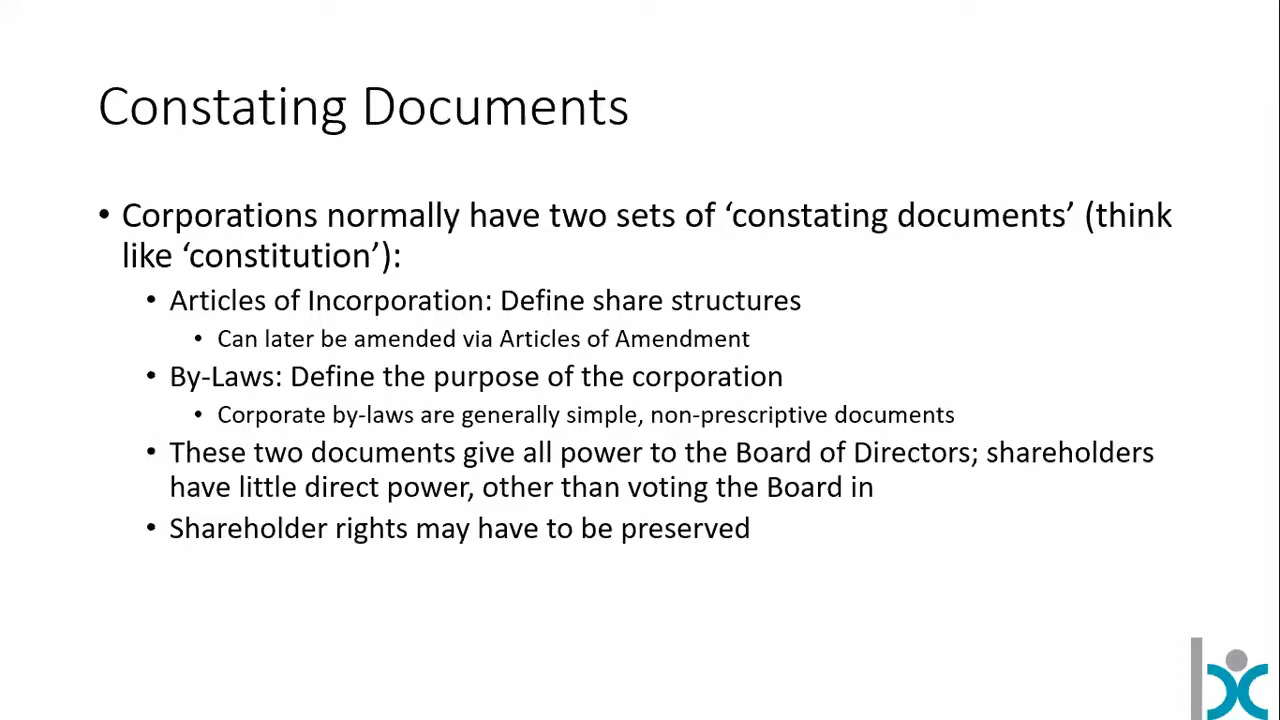 Constating Documents
• Corporations normally have two sets of ‘constating documents’ (think
like ‘constitution’):
• Articles of Incorporation: Define share structures
• Can later be amended via Articles of Amendment
• By-Laws: Define the purpose of the corporation
• Corporate by-laws are generally simple, non-prescriptive documents
• These two documents give all power to the Board of Directors; shareholders
have little direct power, other than voting the Board in
• Shareholder rights may have to be preserved